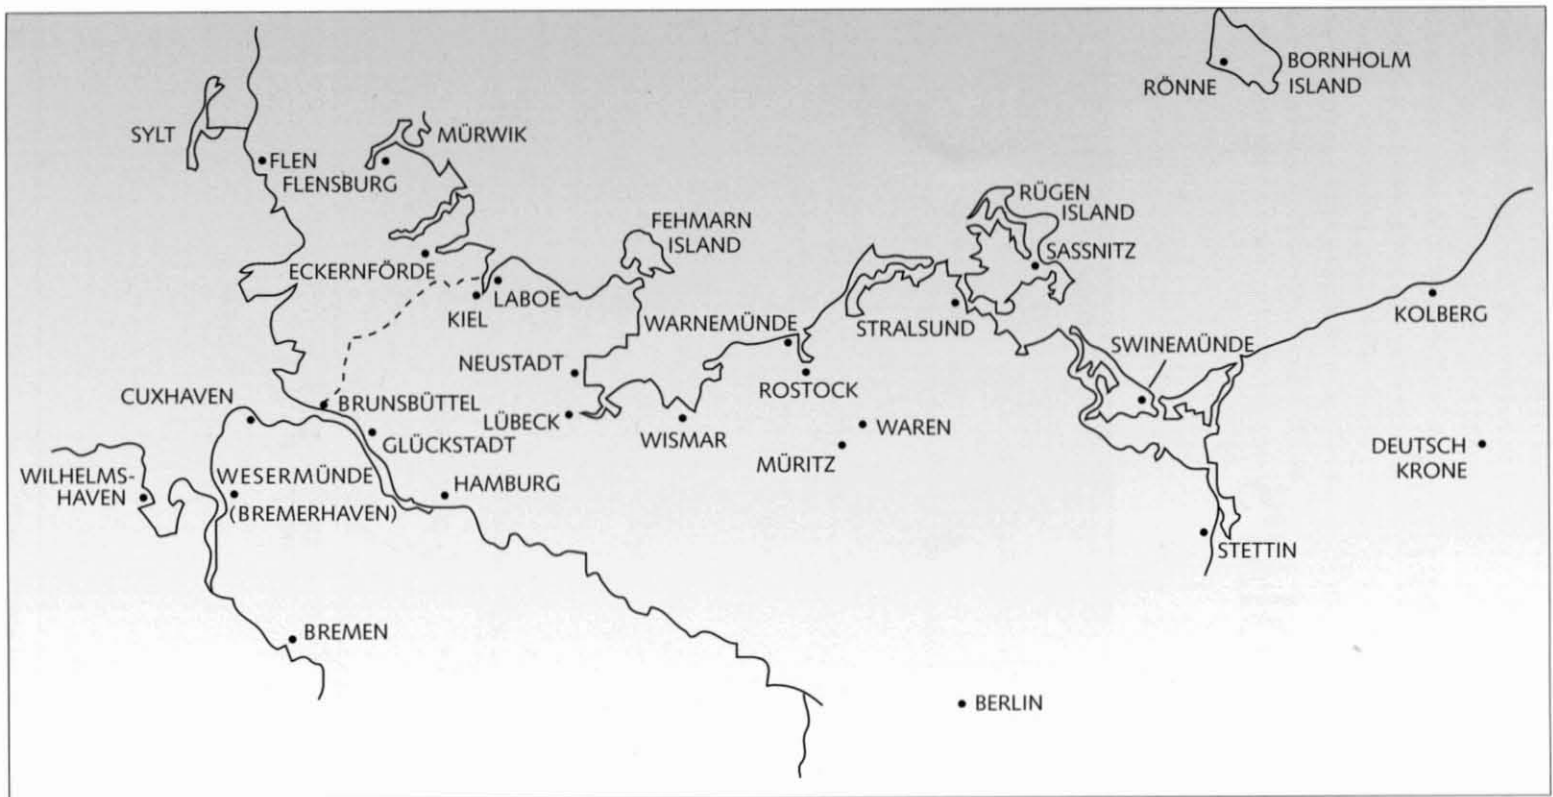 BORNHOLM
ISLAND
RÖNNE
SYLT
MÜRWIK
FLEN
FLENSBURG
RÜGEN
ISLAND
FEHMARN
ISLAND
SASSNITZ
ECKERNFÖRDE
LABOE
KIEL
WARNEMÜNDE
STRALSUND
KOLBERG
SWINEMÜNDE
NEUSTADT
ROSTOCK
CUXHAVEN
BRUNSBÜTTEL
LÜBECK
WISMAR
WAREN
GLÜCKSTADT
MÜRITZ
DEUTSCH
KRONE
WILHELMS-
HAVEN
WESERMÜNDE
(BREMERHAVEN)
HAMBURG
STETTIN
BREMEN
BERLIN